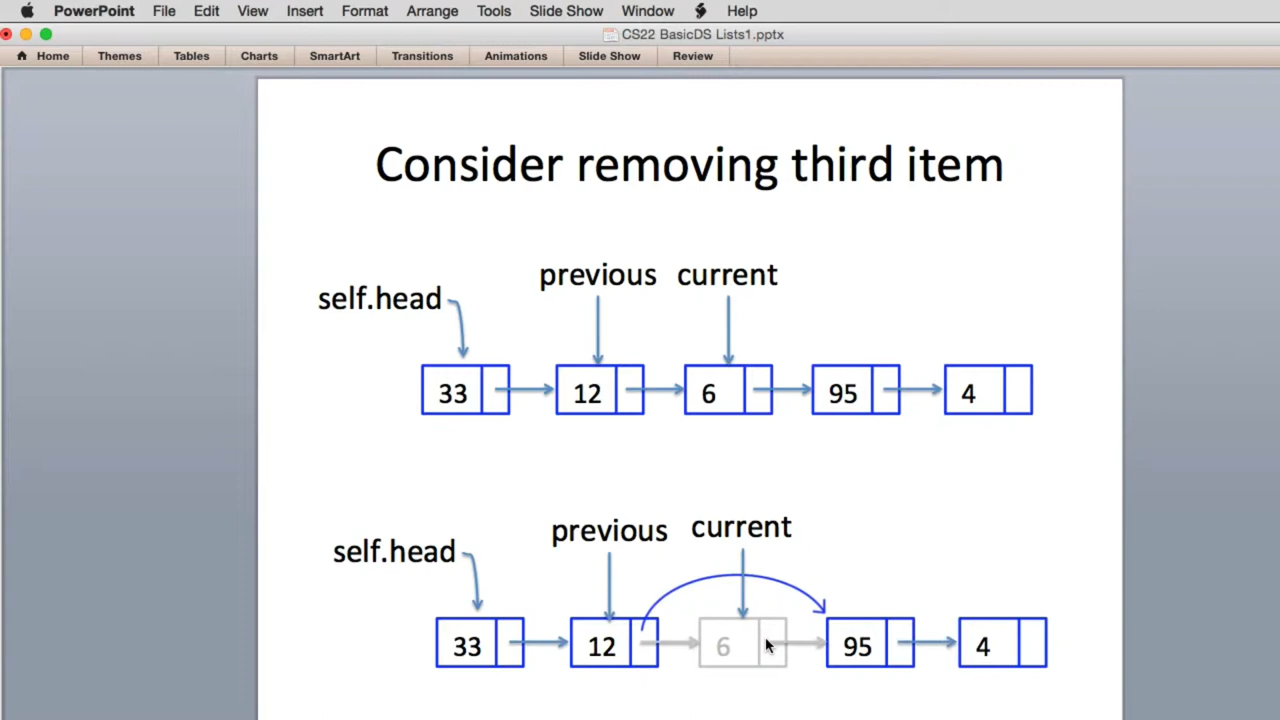 PowerPoint File Edit View Insert Format Arrange Tools Slide Show Window Help
CS22 BasicDS Lists1.pptx
Home Themes Tables Charts SmartArt Transitions Animations Slide Show Review
Consider removing third item
previous current
self.head
33 12 6 95 4
previous current
self.head
33 12 6 95 4